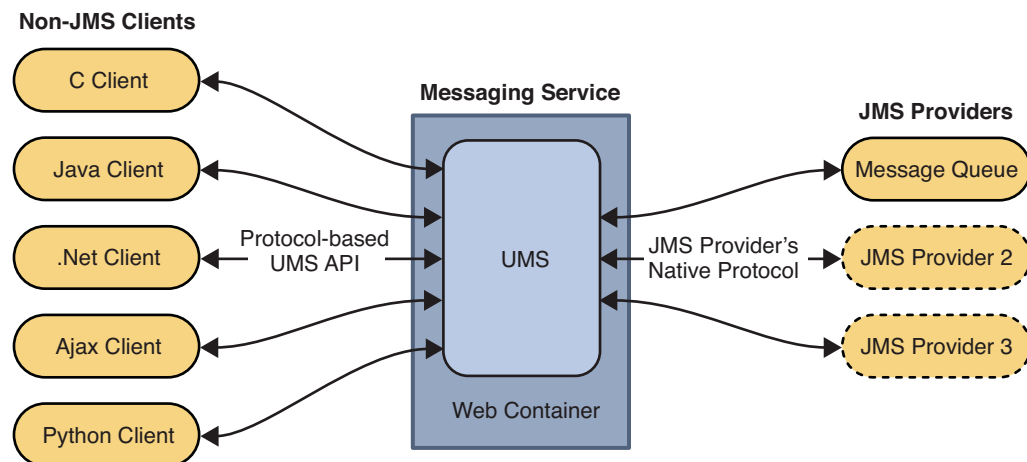 Non-JMS Clients
C Client
Java Client
.Net Client
Ajax Client
Python Client
Protocol-based
UMS API
Messaging Service
UMS
Web Container
JMS Provider’s
Native Protocol
JMS Providers
Message Queue
JMS Provider 2
JMS Provider 3